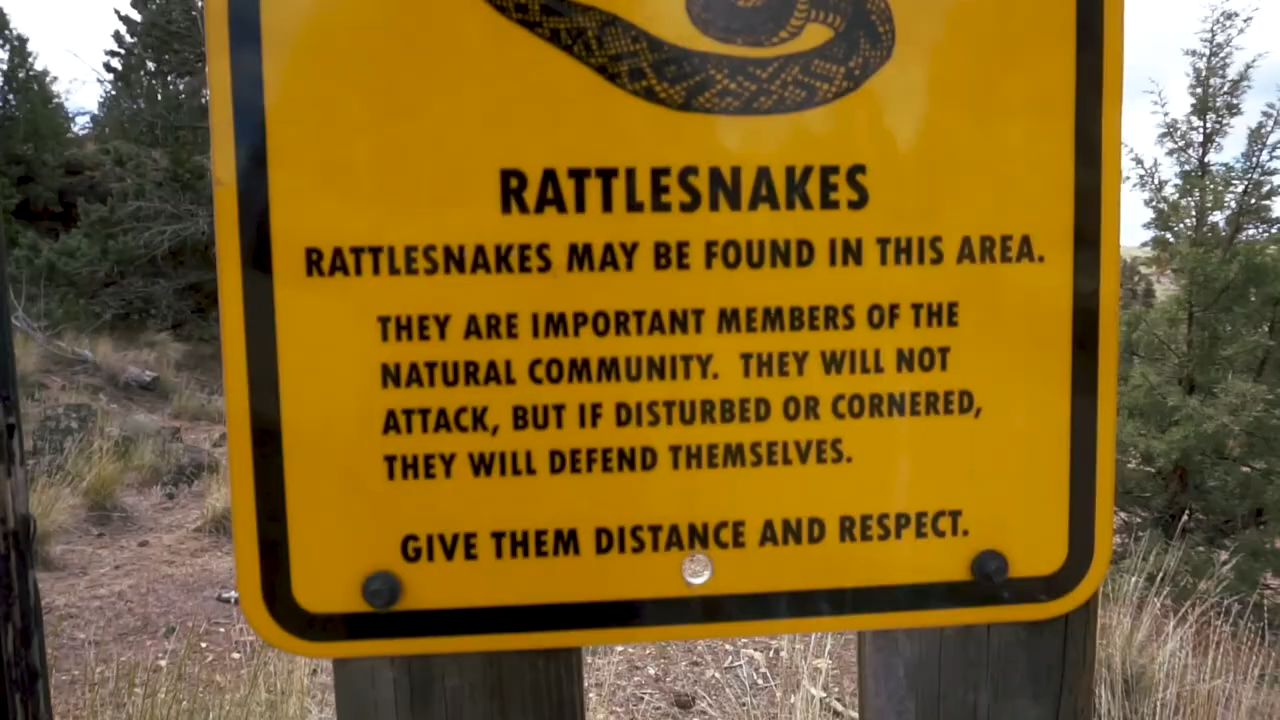 RATTLESNAKES
RATTLESNAKES MAY BE FOUND IN THIS AREA.
THEY ARE IMPORTANT MEMBERS OF THE
NATURAL COMMUNITY. THEY WILL NOT
ATTACK, BUT IF DISTURBED OR CORNERED,
THEY WILL DEFEND THEMSELVES.
GIVE THEM DISTANCE AND RESPECT.